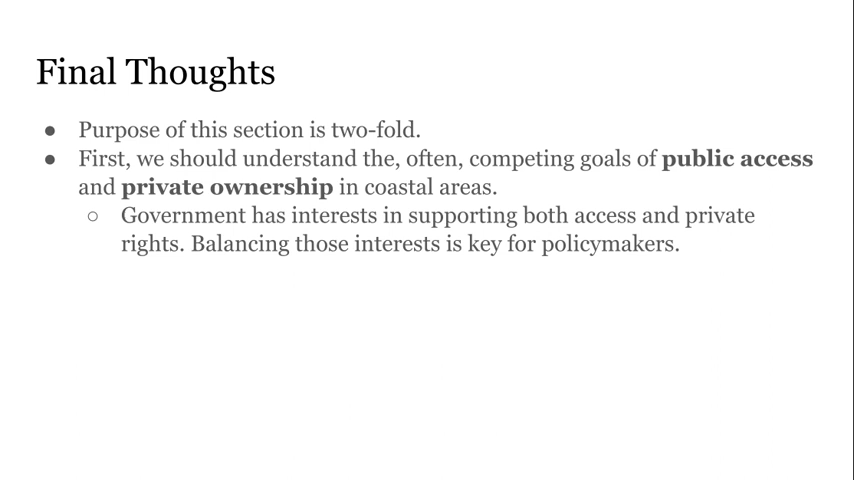 Final Thoughts
● Purpose of this section is two-fold.
● First, we should understand the, often, competing goals of public access
and private ownership in coastal areas.
○ Government has interests in supporting both access and private
rights. Balancing those interests is key for policymakers.